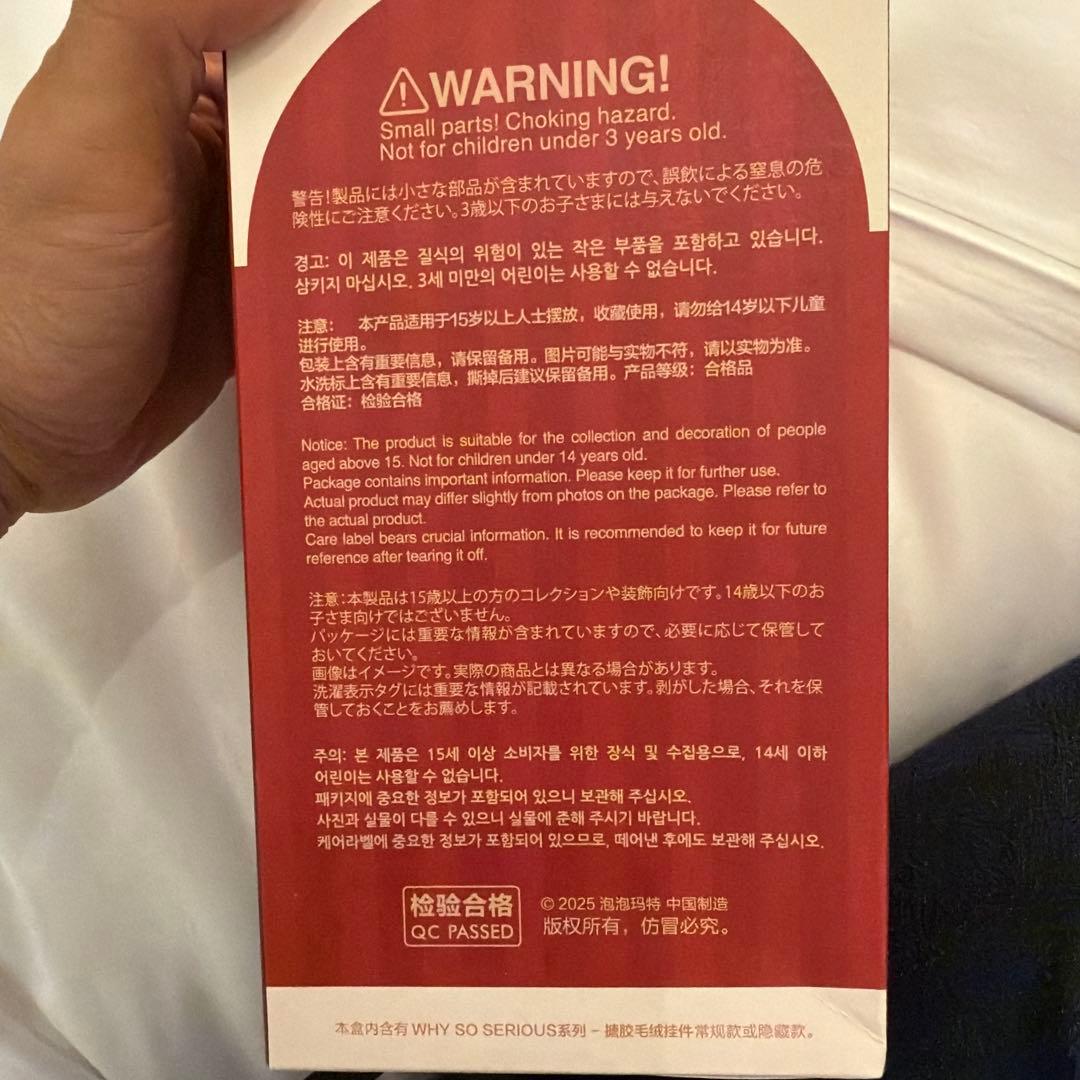 WARNING!
Small parts! Choking hazard.
Not for children under 3 years old.
警告!製品には小さな部品が含まれていますので、誤飲による窒息の危
険性にご注意ください。3歳以下のお子さまには与えないでください。
경고: 이 제품은 질식의 위험이 있는 작은 부품을 포함하고 있습니다.
삼키지 마십시오. 3세 미만의 어린이는 사용할 수 없습니다.
注意: 本产品适用于15岁以上人士摆放，收藏使用，请勿给14岁以下儿童
进行使用。
包装上含有重要信息，请保留备用。图片可能与实物不符，请以实物为准。
水洗标上含有重要信息，撕掉后建议保留备用。产品等级：合格品
合格证：检验合格
Notice: The product is suitable for the collection and decoration of people
aged above 15. Not for children under 14 years old.
Package contains important information. Please keep it for further use.
Actual product may differ slightly from photos on the package. Please refer to
the actual product.
Care label bears crucial information. It is recommended to keep it for future
reference after tearing it off.
注意：本製品は15歳以上の方のコレクションや装飾向けです。14歳以下のお
子さま向けではございません。
パッケージには重要な情報が含まれていますので、必要に応じて保管して
おいてください。
画像はイメージです。実際の商品とは異なる場合があります。
洗濯表示タグには重要な情報が記載されています。剥がした場合、それを保
管しておくことをお薦めします。
주의: 본 제품은 15세 이상 소비자를 위한 장식 및 수집용으로, 14세 이하
어린이는 사용할 수 없습니다.
패키지에 중요한 정보가 포함되어 있으니 보관해 주십시오.
사진과 실물이 다를 수 있으니 실물에 준해 주시기 바랍니다.
케어라벨에 중요한 정보가 포함되어 있으므로, 떼어낸 후에도 보관해 주십시오.
检验合格
QC PASSED
© 2025 泡泡玛特 中国制造
版权所有，仿冒必究。
本盒内含有 WHY SO SERIOUS系列 – 搪胶毛绒挂件常规款或隐藏款。